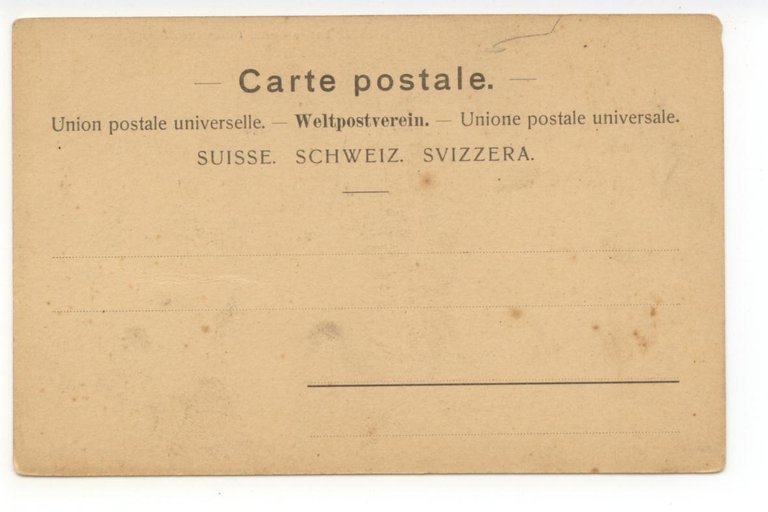 — Carte postale. —
Union postale universelle. — Weltpostverein. — Unione postale universale.
SUISSE. SCHWEIZ. SVIZZERA.